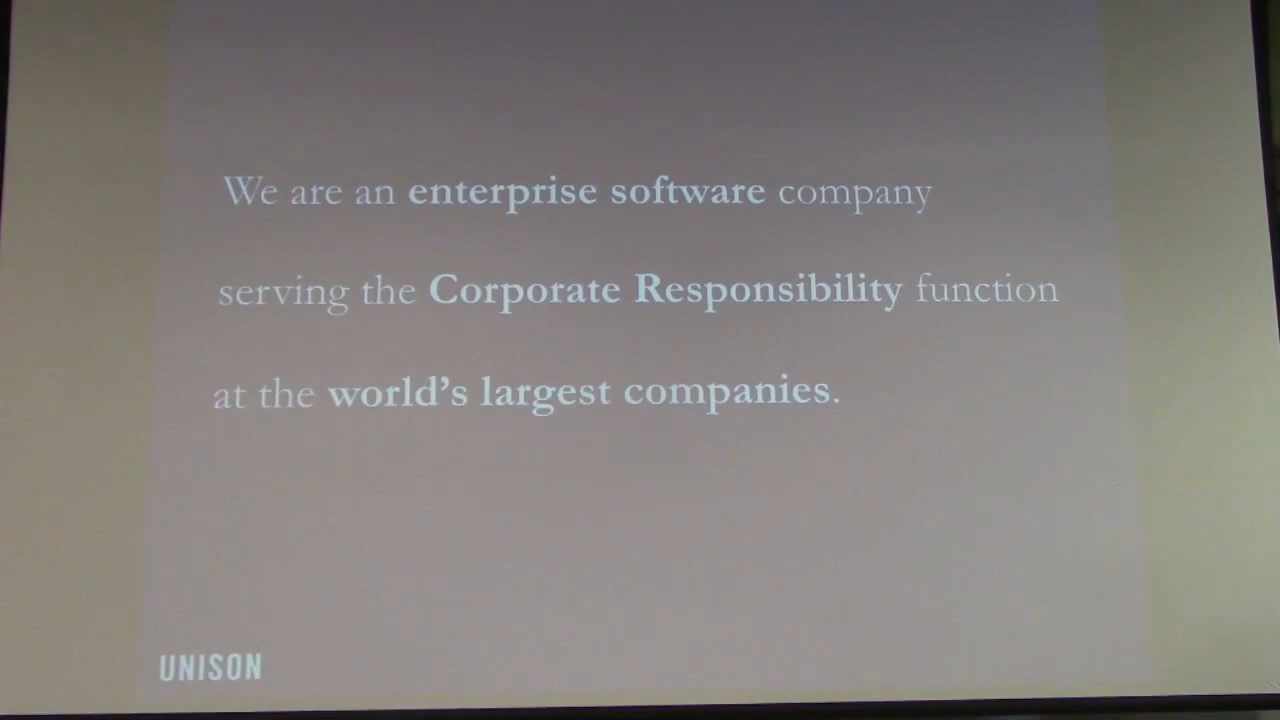 We are an enterprise software company
serving the Corporate Responsibility function
at the world’s largest companies.
UNISON